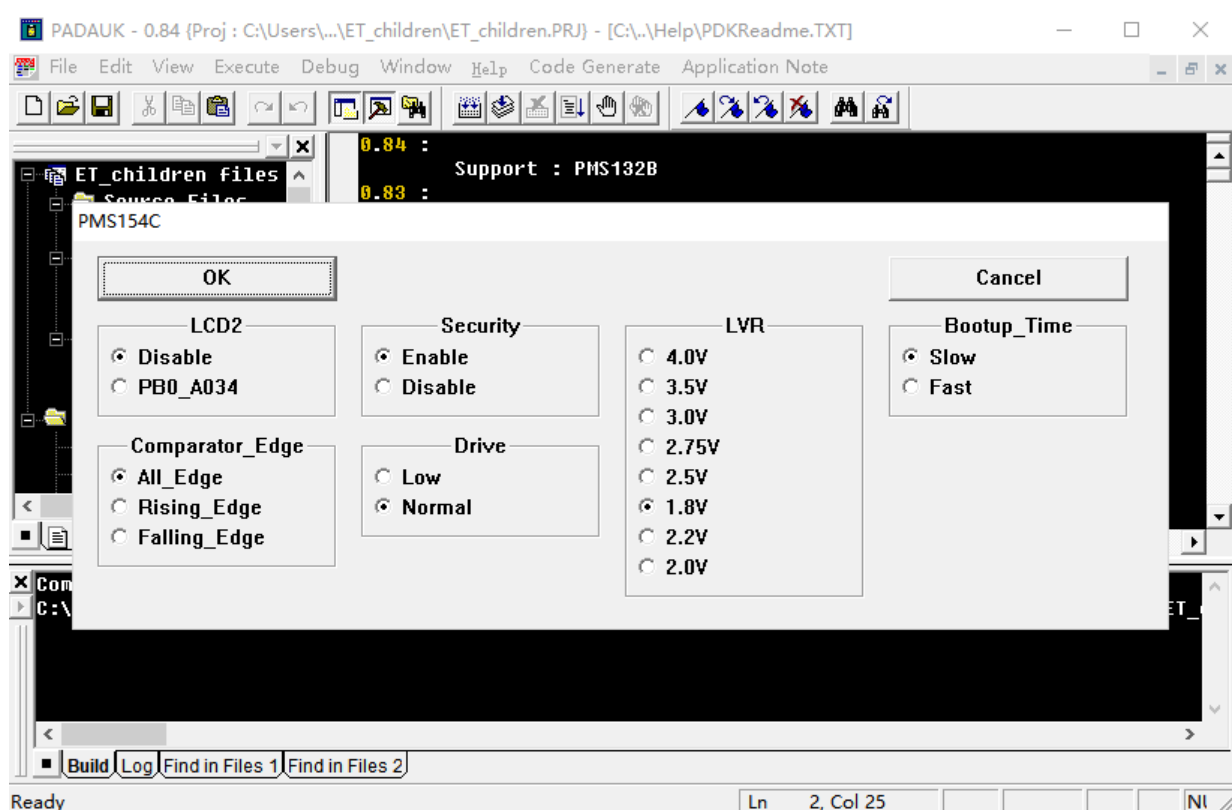 PADAUK - 0.84 {Proj : C:\Users\...\ET_children\ET_children.PRJ} - [C:\..\Help\PDKReadme.TXT]
File Edit View Execute Debug Window Help Code Generate Application Note
0.84 :
ET_children files
Support : PMS132B
Source Files
0.83 :
PMS154C
OK
Cancel
LCD2
Disable
PB0_A034
Security
Enable
Disable
LVR
4.0V
3.5V
3.0V
2.75V
2.5V
1.8V
2.2V
2.0V
Bootup_Time
Slow
Fast
Comparator_Edge
All_Edge
Rising_Edge
Falling_Edge
Drive
Low
Normal
Com
C:\
ET_
Build Log Find in Files 1 Find in Files 2
Ready
Ln 2, Col 25